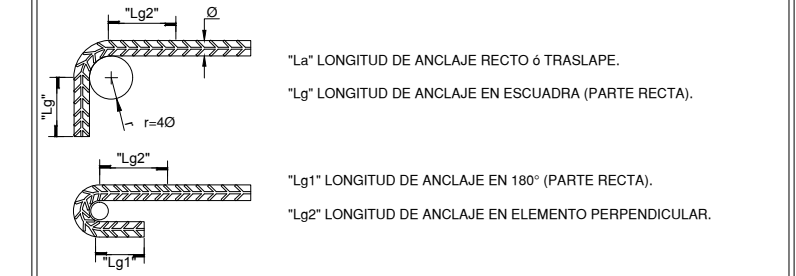 "Lg2"
Ø
"Lg"
r=4Ø
"La" LONGITUD DE ANCLAJE RECTO ó TRASLAPE.
"Lg" LONGITUD DE ANCLAJE EN ESCUADRA (PARTE RECTA).
"Lg2"
"Lg1"
"Lg1" LONGITUD DE ANCLAJE EN 180° (PARTE RECTA).
"Lg2" LONGITUD DE ANCLAJE EN ELEMENTO PERPENDICULAR.